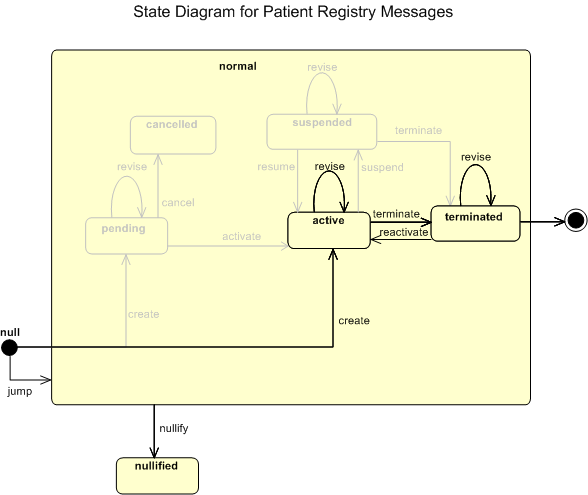 State Diagram for Patient Registry Messages
normal
revise
cancelled
suspended
terminate
revise
resume
revise
suspend
revise
cancel
pending
active
terminate
terminated
activate
reactivate
create
create
null
jump
nullify
nullified